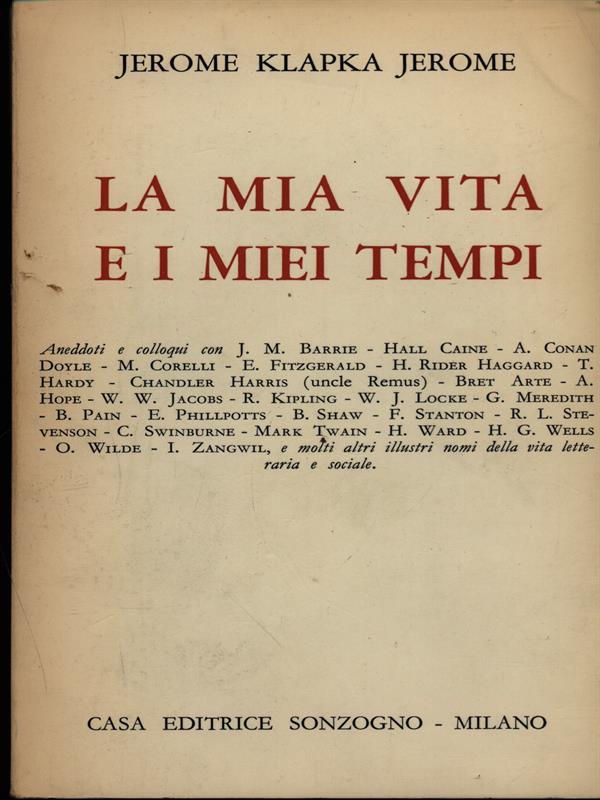 JEROME KLAPKA JEROME
LA MIA VITA
E I MIEI TEMPI
Aneddoti e colloqui con J. M. BARRIE - HALL CAINE - A. CONAN
DOYLE - M. CORELLI - E. FITZGERALD - H. RIDER HAGGARD - T.
HARDY - CHANDLER HARRIS (uncle Remus) - BRET ARTE - A.
HOPE - W. W. JACOBS - R. KIPLING - W. J. LOCKE - G. MEREDITH
- B. PAIN - E. PHILLPOTTS - B. SHAW - F. STANTON - R. L. STE-
VENSON - C. SWINBURNE - MARK TWAIN - H. WARD - H. G. WELLS
- O. WILDE - I. ZANGWIL, e molti altri illustri nomi della vita lette-
raria e sociale.
CASA EDITRICE SONZOGNO - MILANO